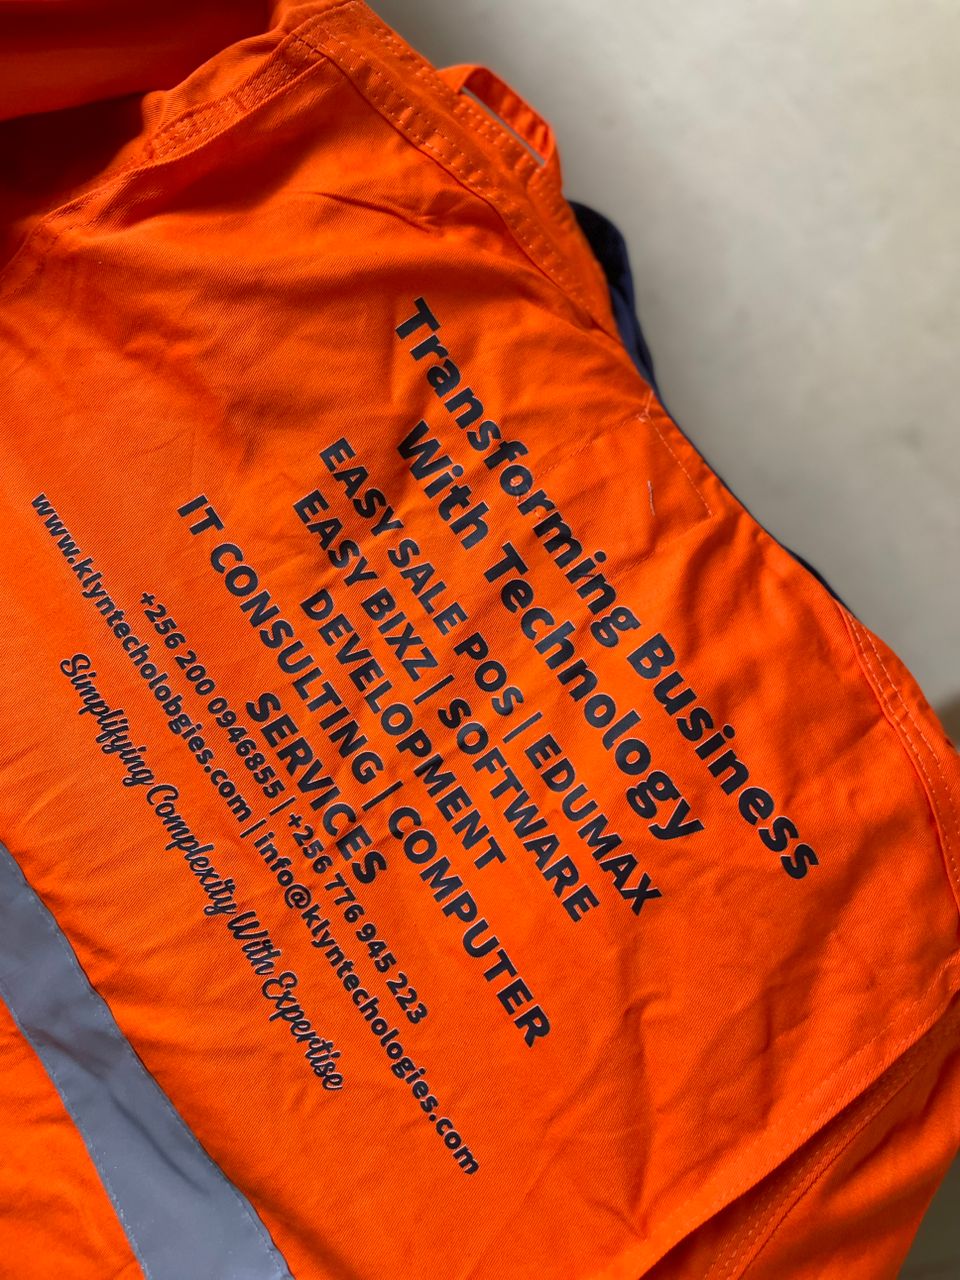 Transforming Business
With Technology
EASY SALE POS | EDUMAX
EASY BIXZ | SOFTWARE
DEVELOPMENT
IT CONSULTING | COMPUTER
SERVICES
+256 200 0946855 | +256 776 945 223
www.klyntecholobgies.com | info@klyntechologies.com
Simplifying Complexity With Expertise